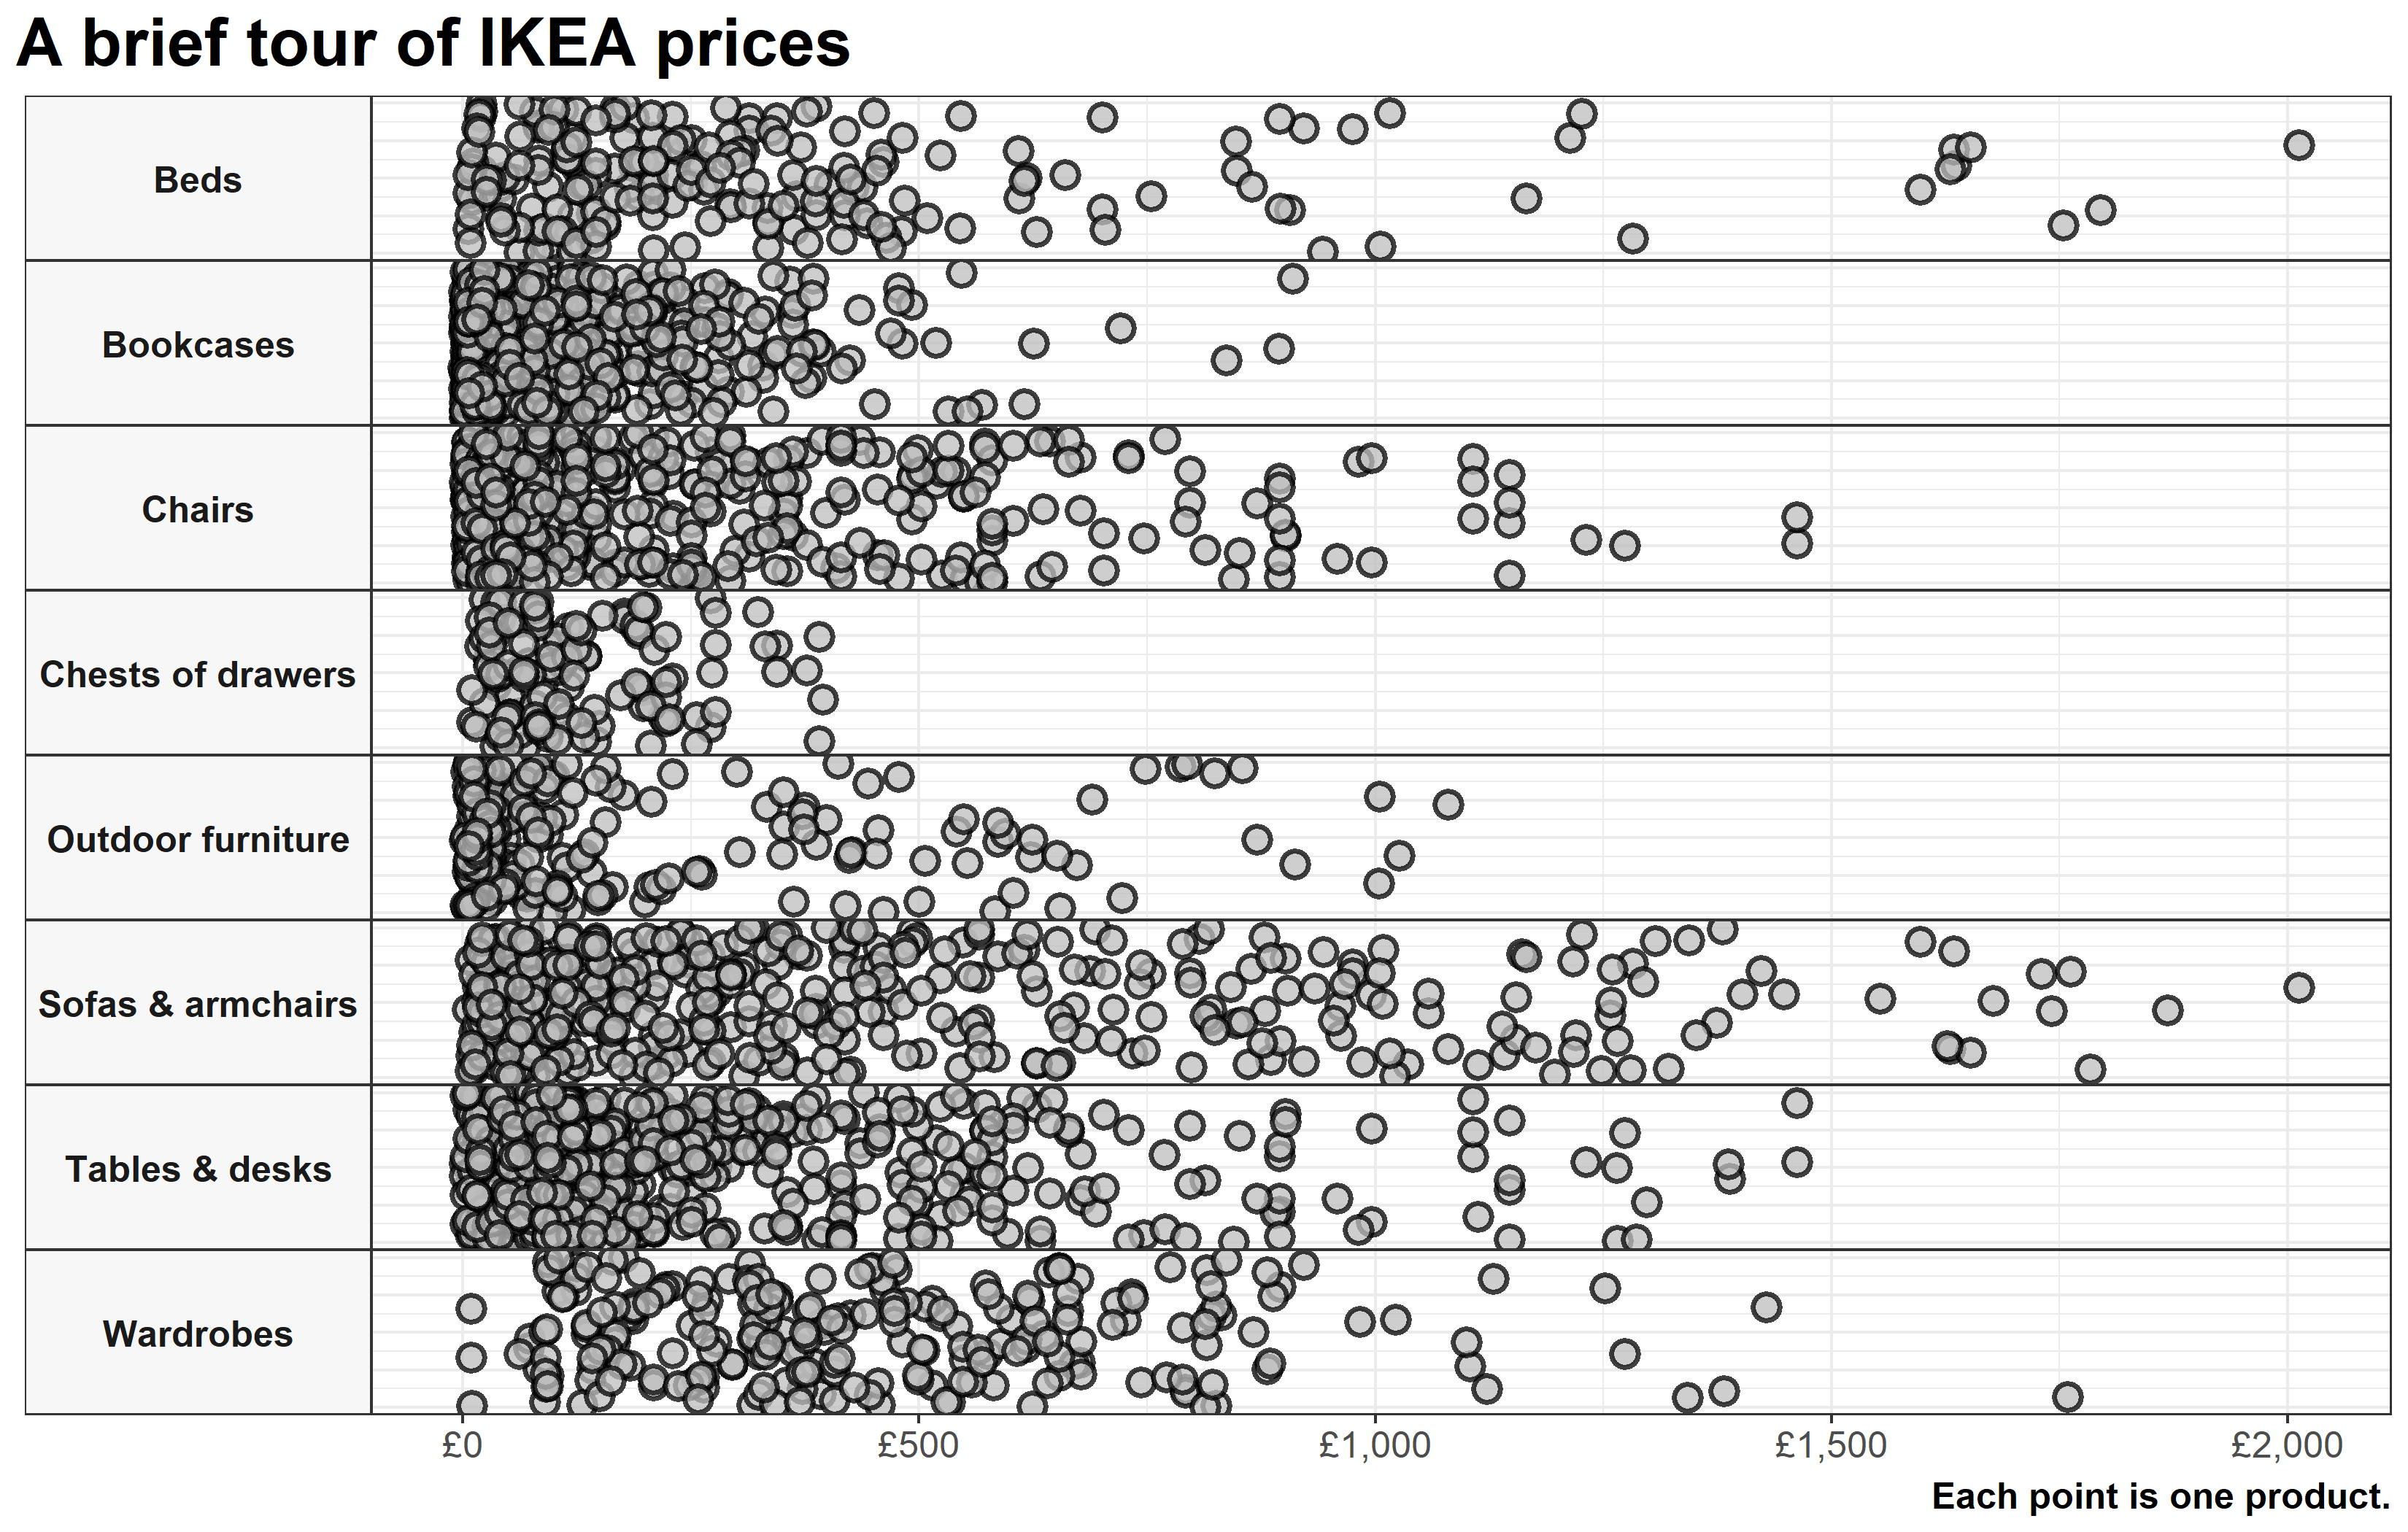 A brief tour of IKEA prices
Beds
Bookcases
Chairs
Chests of drawers
Outdoor furniture
Sofas & armchairs
Tables & desks
Wardrobes
£0 £500 £1,000 £1,500 £2,000
Each point is one product.